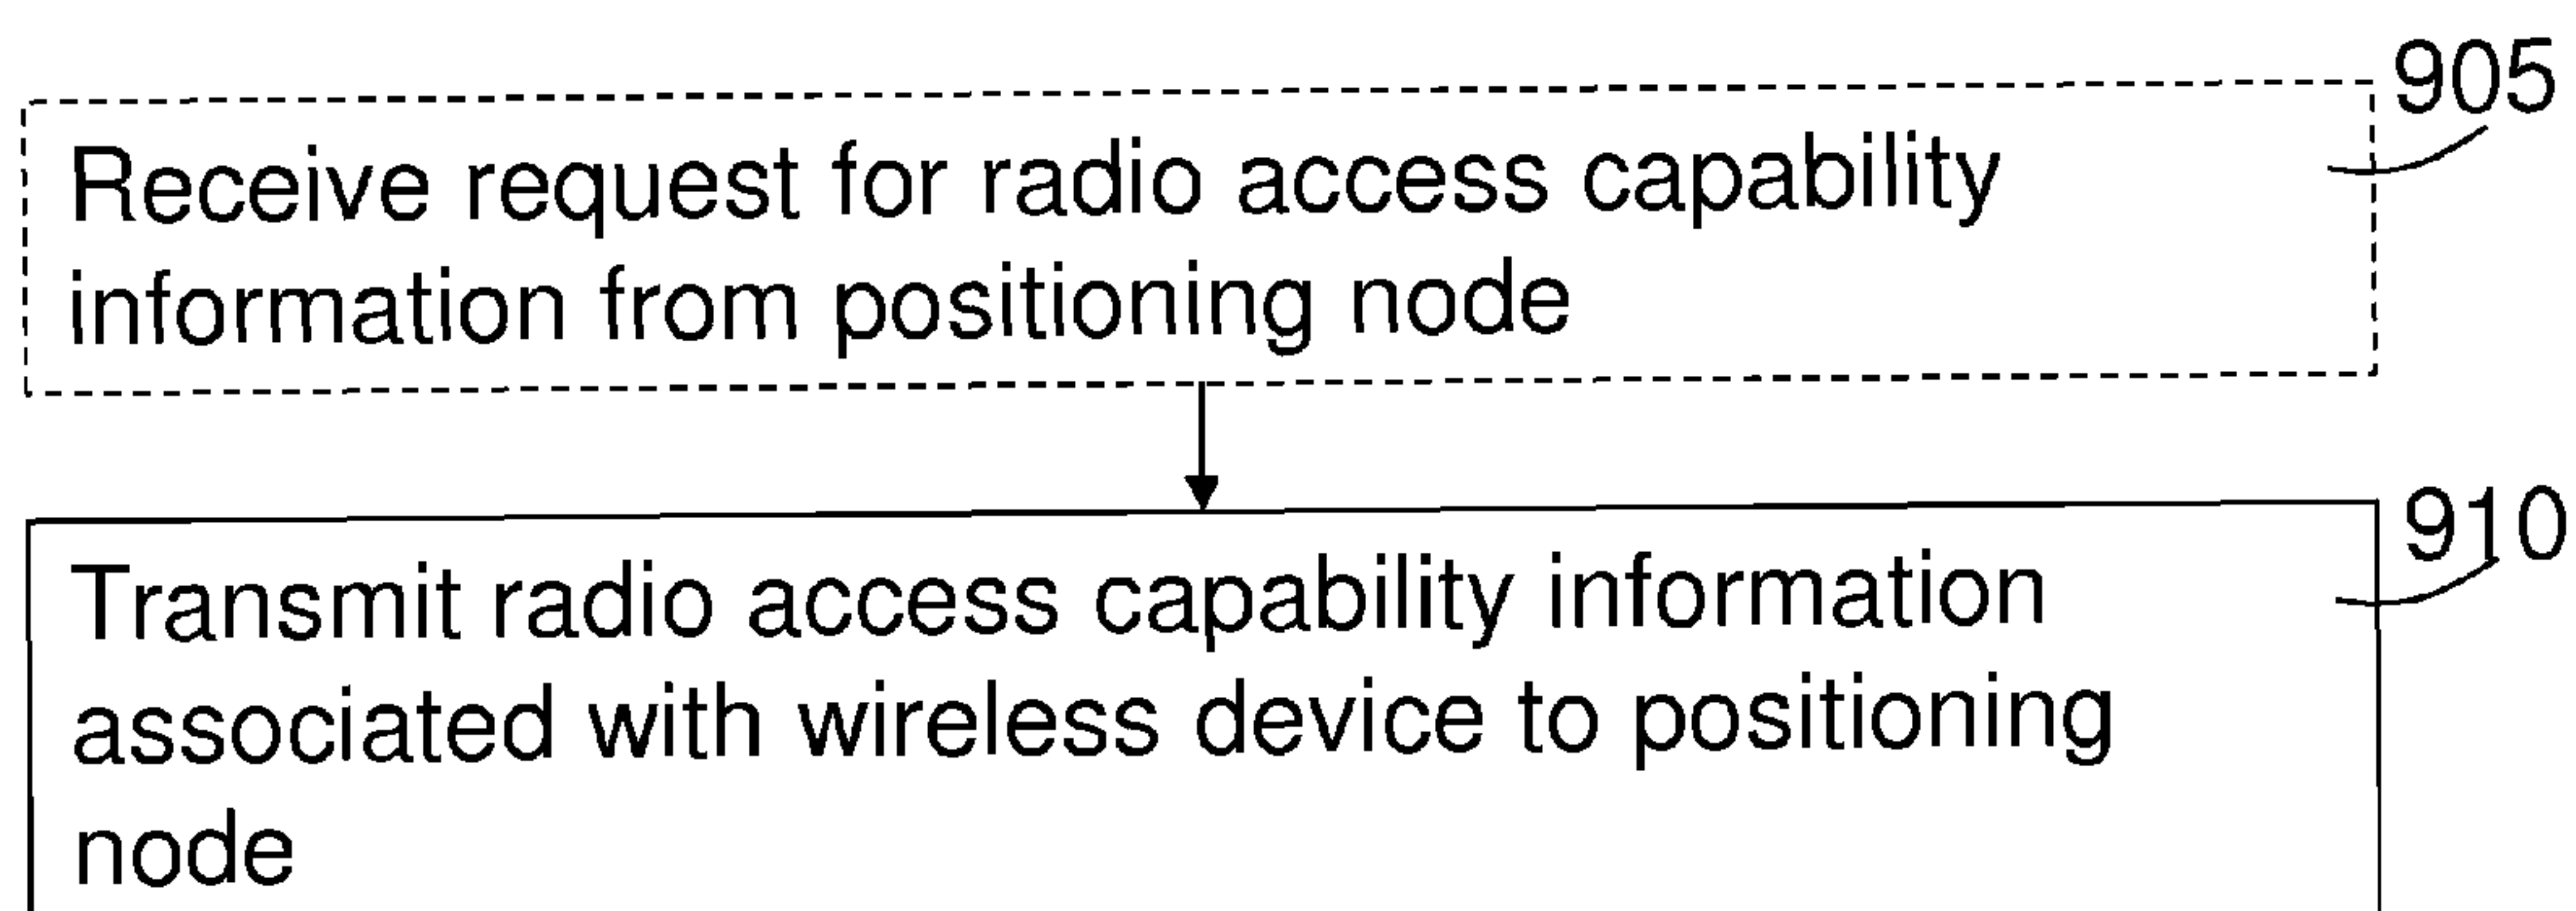 905
Receive request for radio access capability
information from positioning node
910
Transmit radio access capability information
associated with wireless device to positioning
node